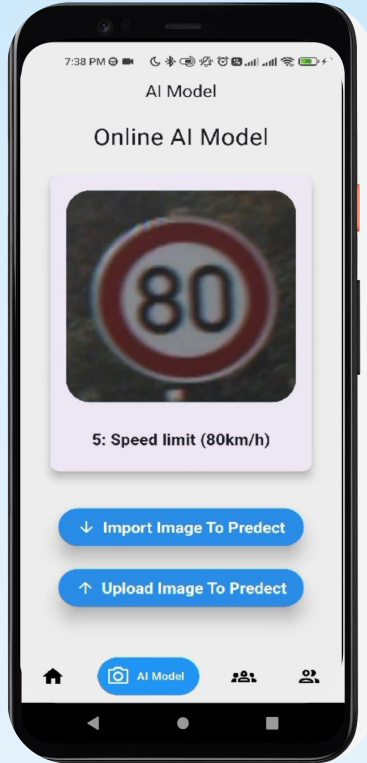 7:38 PM
AI Model
Online AI Model
80
5: Speed limit (80km/h)
Import Image To Predect
Upload Image To Predect
AI Model